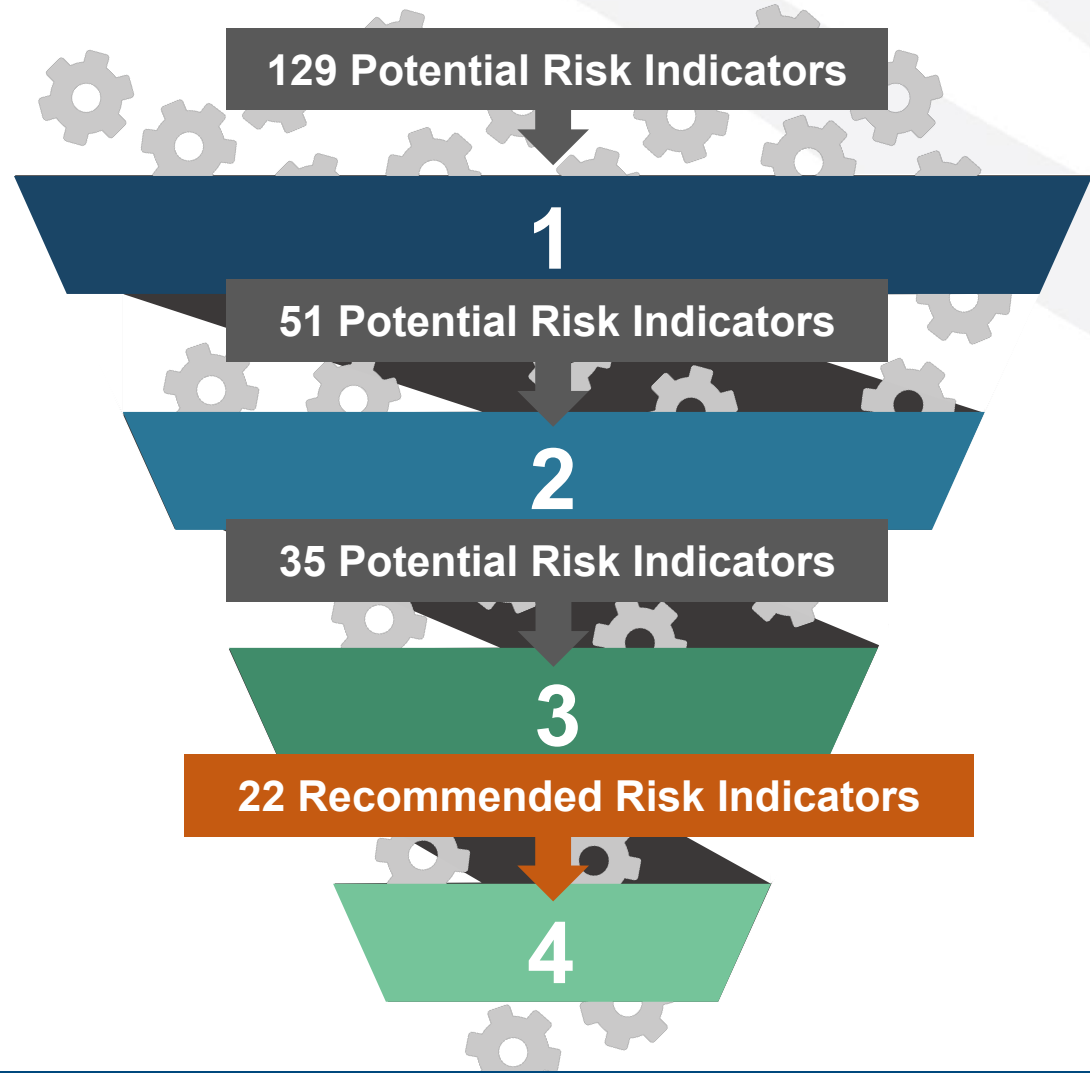 129 Potential Risk Indicators
1
51 Potential Risk Indicators
2
35 Potential Risk Indicators
3
22 Recommended Risk Indicators
4